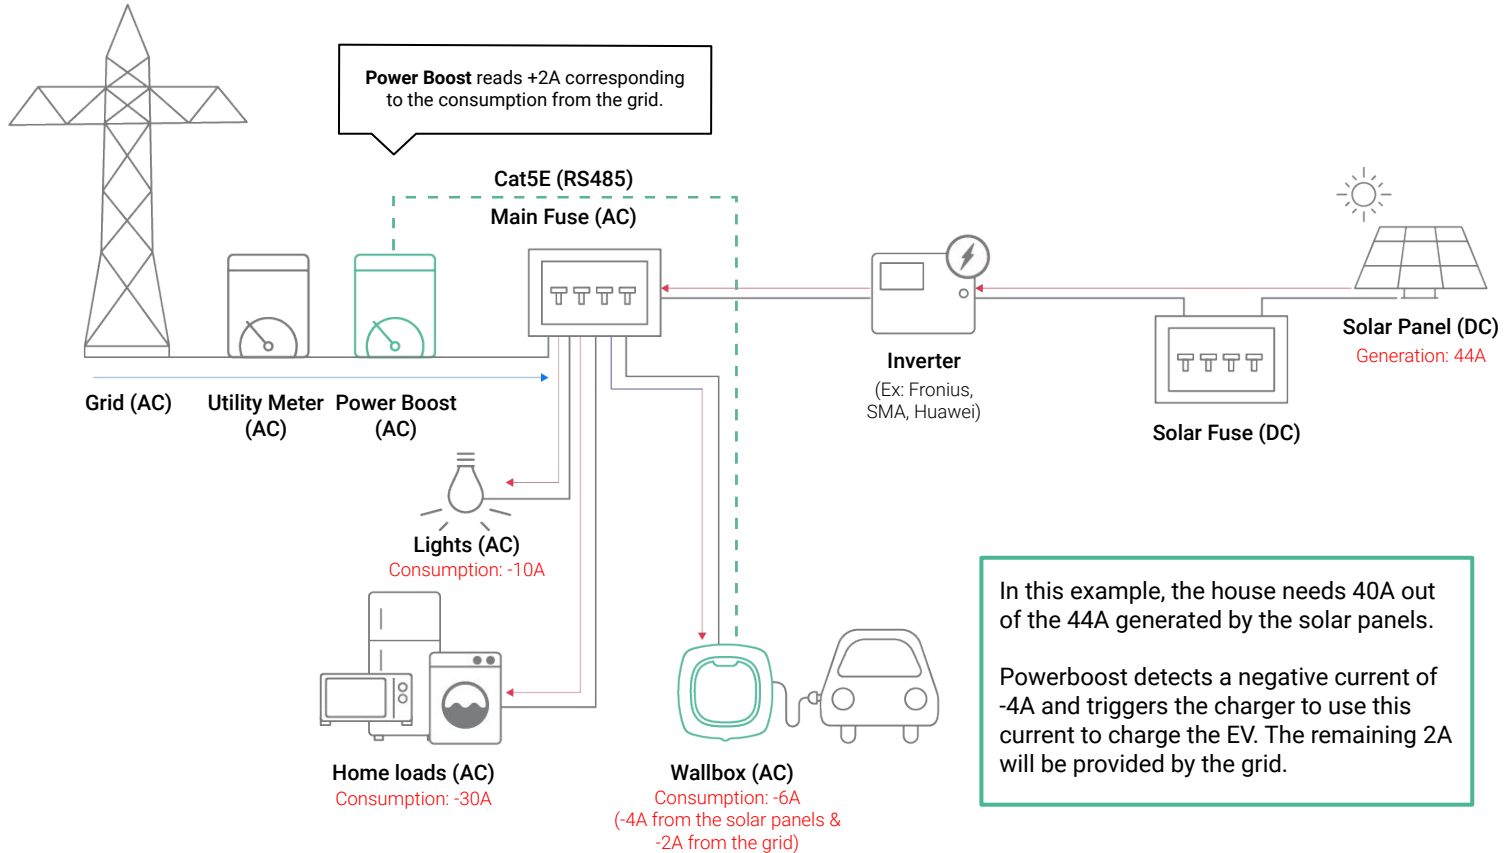 Power Boost reads +2A corresponding
to the consumption from the grid.
Cat5E (RS485)
Main Fuse (AC)
Grid (AC)
Utility Meter
(AC)
Power Boost
(AC)
Inverter
(Ex: Fronius,
SMA, Huawei)
Solar Panel (DC)
Generation: 44A
Solar Fuse (DC)
Lights (AC)
Consumption: -10A
Home loads (AC)
Consumption: -30A
Wallbox (AC)
Consumption: -6A
(-4A from the solar panels &
-2A from the grid)
In this example, the house needs 40A out
of the 44A generated by the solar panels.
Powerboost detects a negative current of
-4A and triggers the charger to use this
current to charge the EV. The remaining 2A
will be provided by the grid.